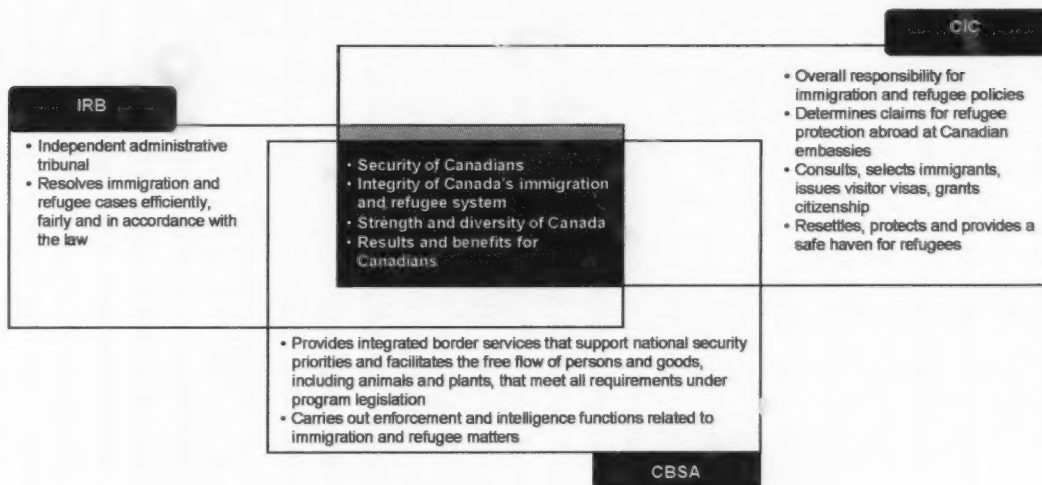 CIC
• Overall responsibility for
immigration and refugee policies
• Determines claims for refugee
protection abroad at Canadian
embassies
• Consults, selects immigrants,
issues visitor visas, grants
citizenship
• Resettles, protects and provides a
safe haven for refugees
IRB
• Independent administrative
tribunal
• Resolves immigration and
refugee cases efficiently,
fairly and in accordance with
the law
• Security of Canadians
• Integrity of Canada's immigration
and refugee system
• Strength and diversity of Canada
• Results and benefits for
Canadians
• Provides integrated border services that support national security
priorities and facilitates the free flow of persons and goods,
including animals and plants, that meet all requirements under
program legislation
• Carries out enforcement and intelligence functions related to
immigration and refugee matters
CBSA